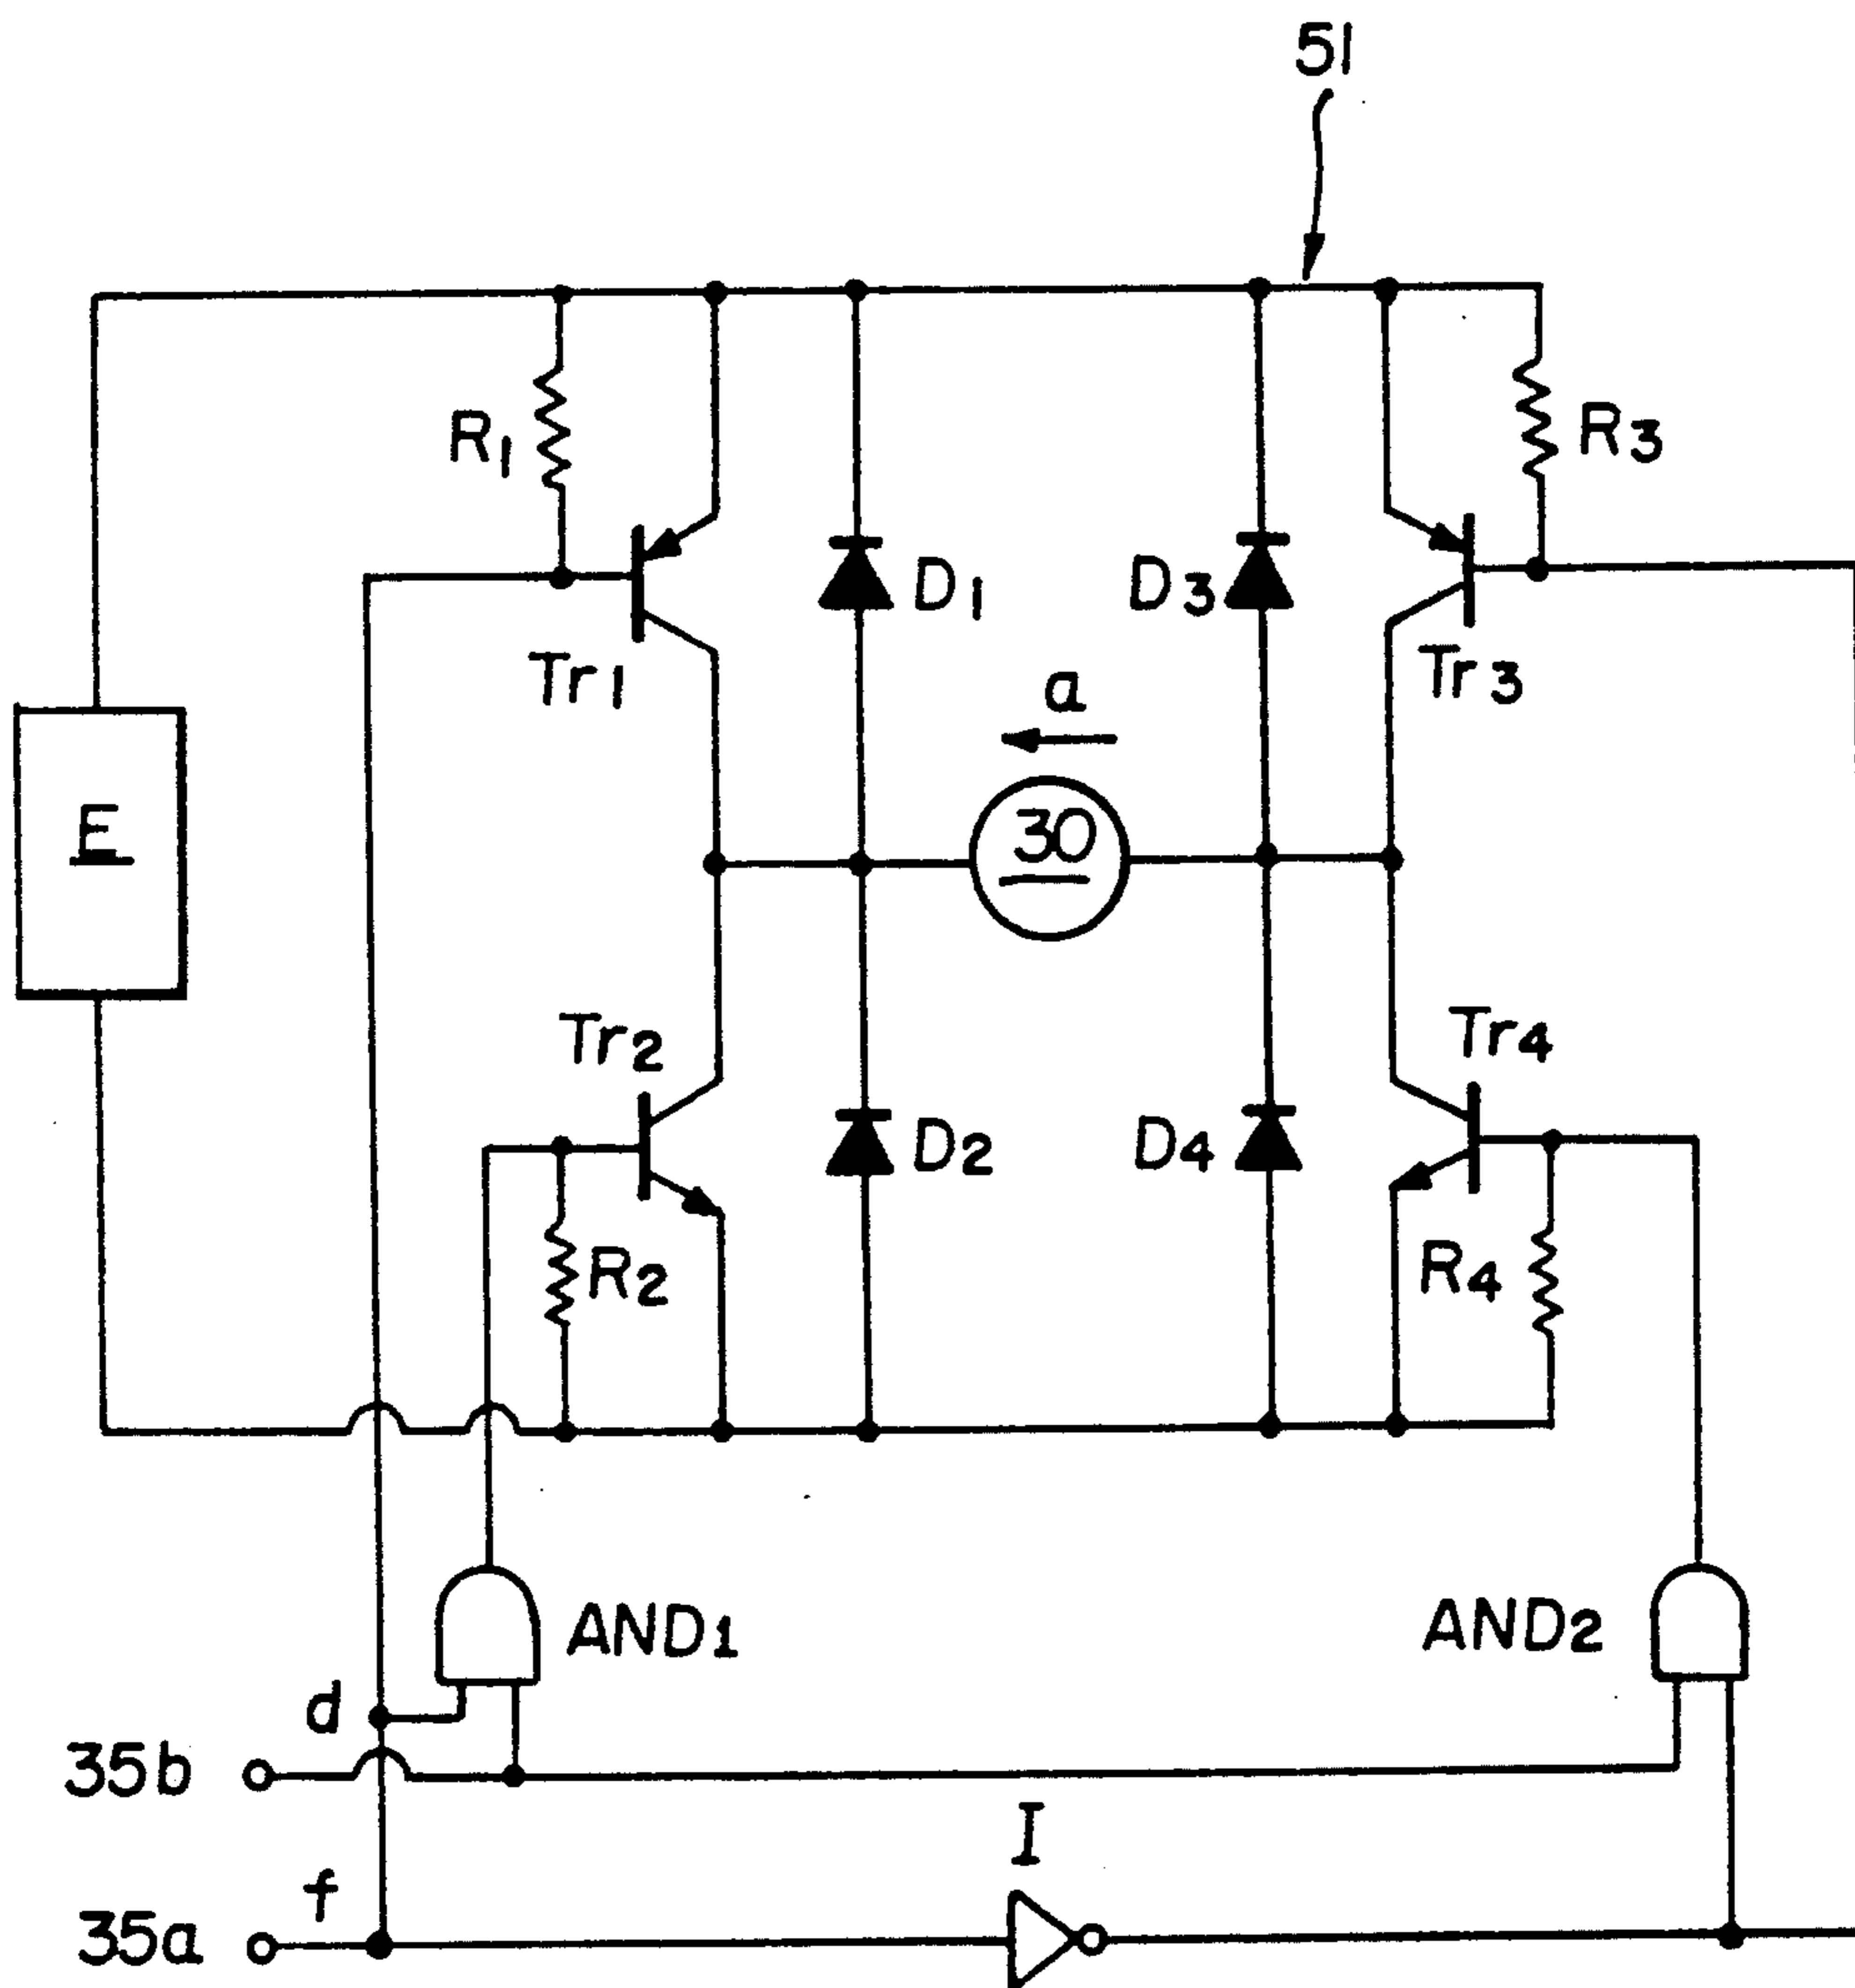 51
R1
R3
D1
D3
Tr1
Tr3
a
E
30
Tr2
Tr4
D2
D4
R2
R4
AND1
AND2
d
35b
I
f
35a